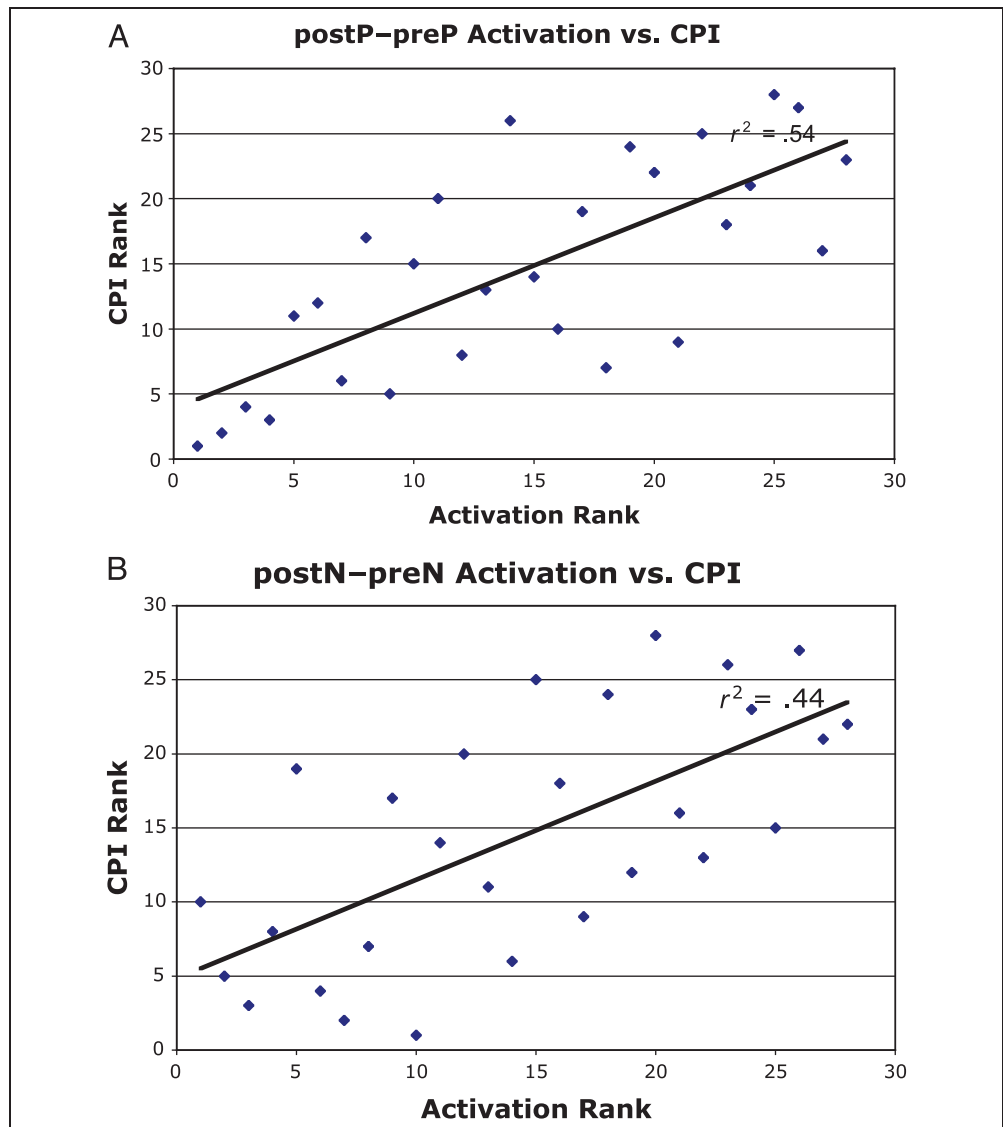 A
postP–preP Activation vs. CPI
30
25
20
15
10
5
0
CPI Rank
r² = .54
0 5 10 15 20 25 30
Activation Rank
B
postN–preN Activation vs. CPI
30
25
20
15
10
5
0
CPI Rank
r² = .44
0 5 10 15 20 25 30
Activation Rank